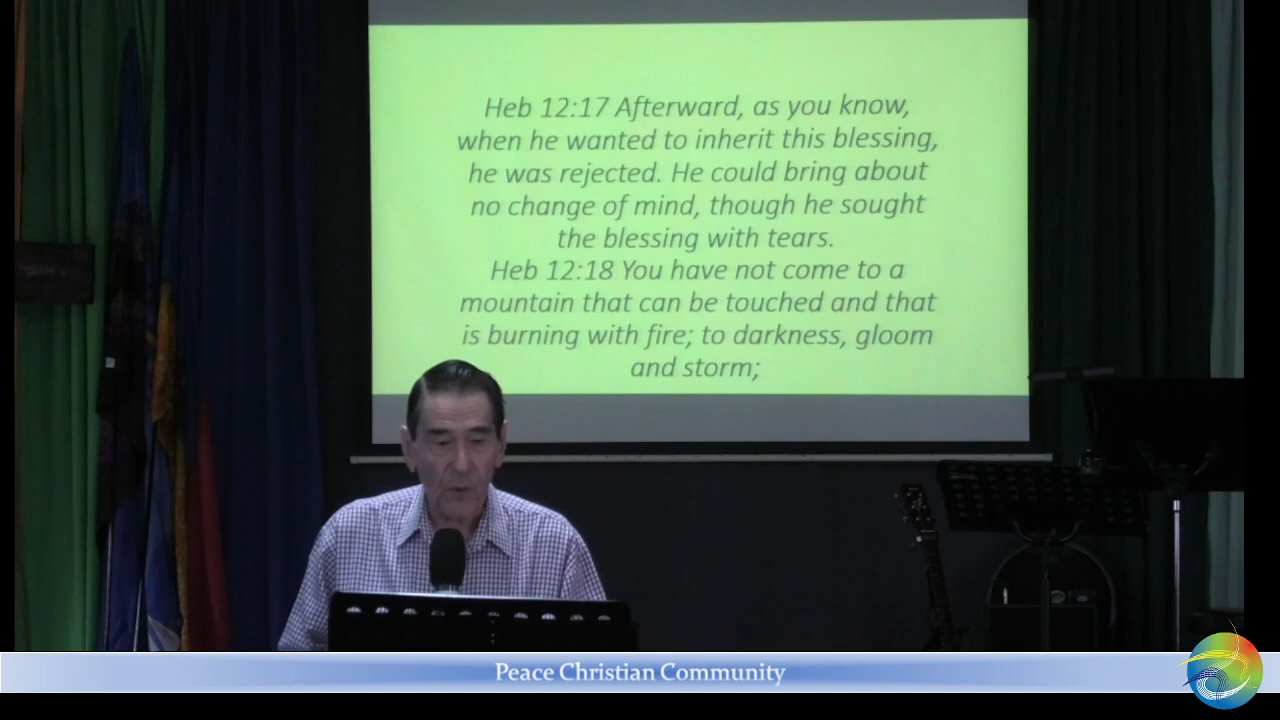 Heb 12:17 Afterward, as you know,
when he wanted to inherit this blessing,
he was rejected. He could bring about
no change of mind, though he sought
the blessing with tears.
Heb 12:18 You have not come to a
mountain that can be touched and that
is burning with fire; to darkness, gloom
and storm;
Peace Christian Community